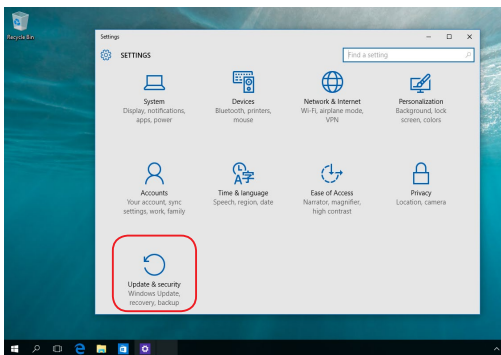 Recycle Bin
Settings
SETTINGS
Find a setting
System
Display, notifications,
apps, power
Devices
Bluetooth, printers,
mouse
Network & Internet
Wi-Fi, airplane mode,
VPN
Personalization
Background, lock
screen, colors
Accounts
Your account, sync
settings, work, family
Time & language
Speech, region, date
Ease of Access
Narrator, magnifier,
high contrast
Privacy
Location, camera
Update & security
Windows Update,
recovery, backup